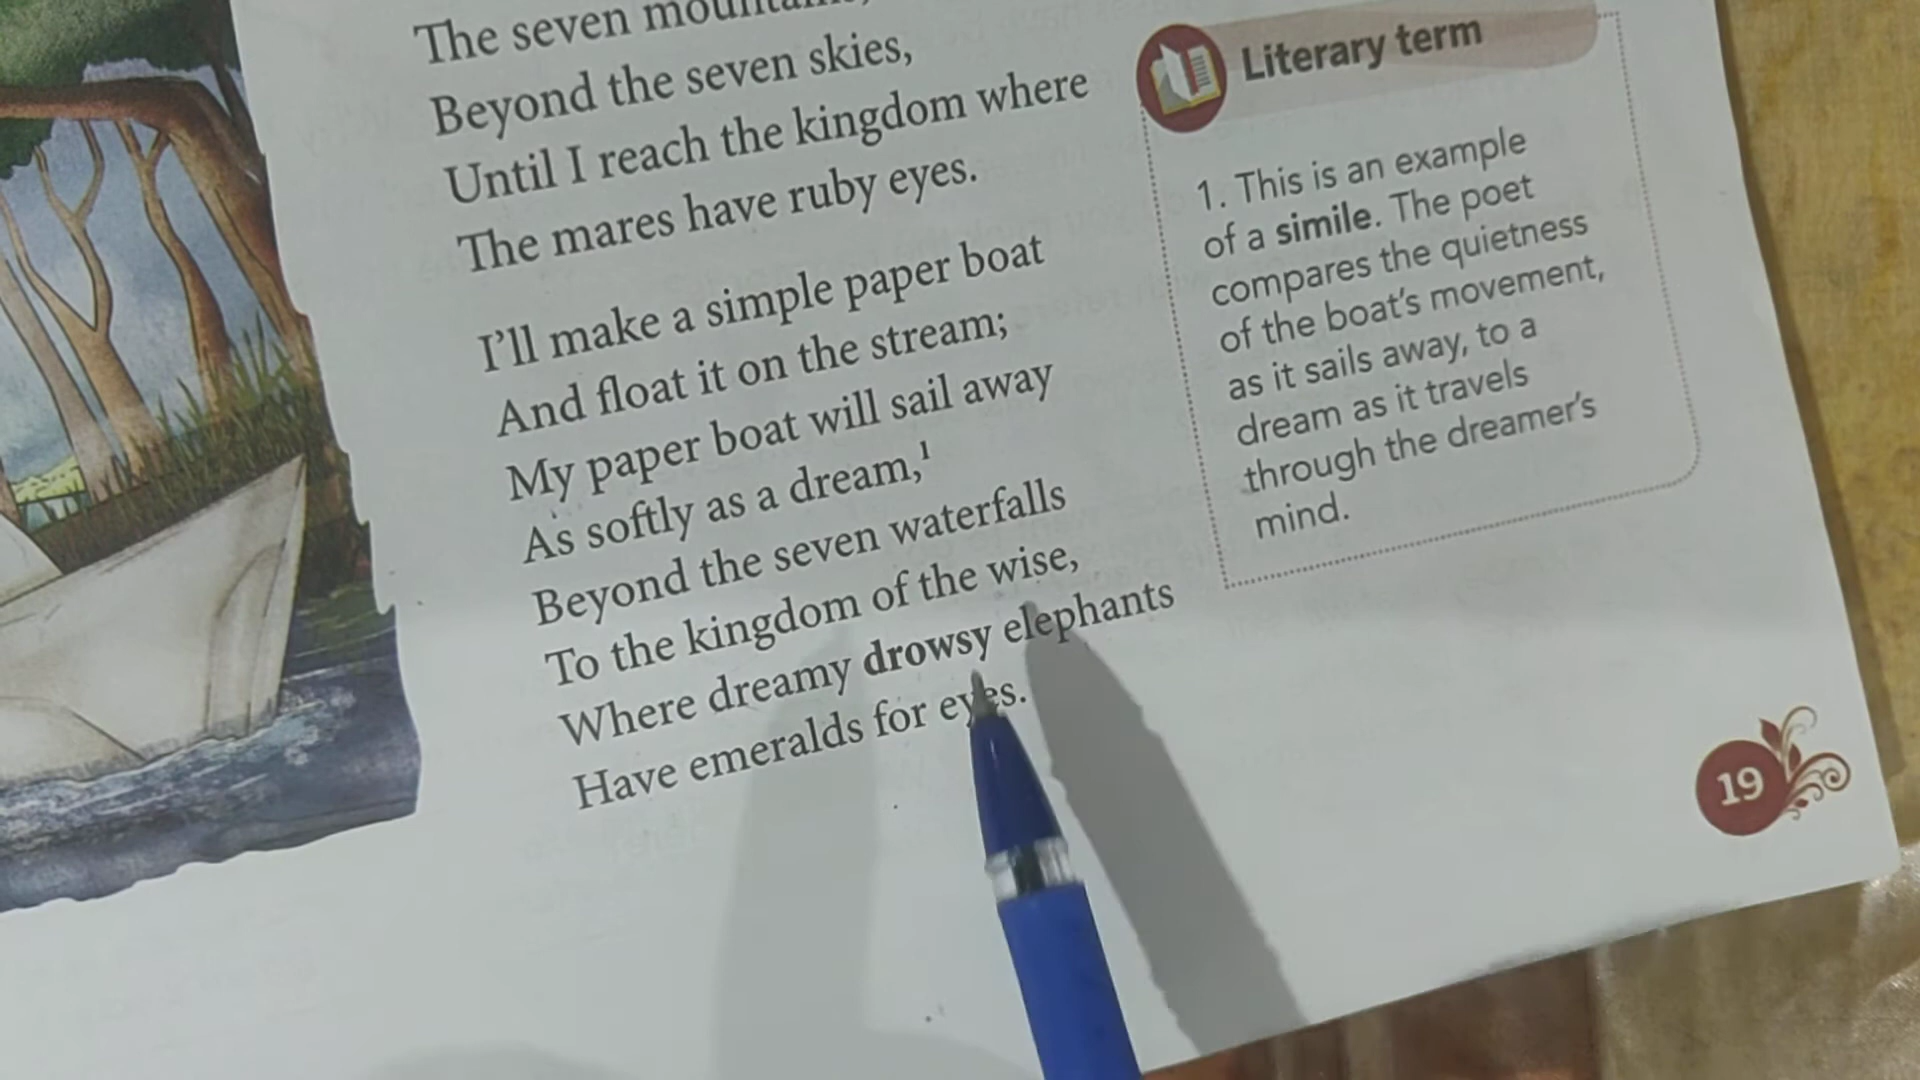 The seven mountains,
Beyond the seven skies,
Until I reach the kingdom where
The mares have ruby eyes.
I'll make a simple paper boat
And float it on the stream;
My paper boat will sail away
As softly as a dream,¹
Beyond the seven waterfalls
To the kingdom of the wise,
Where dreamy drowsy elephants
Have emeralds for eyes.
Literary term
1. This is an example
of a simile. The poet
compares the quietness
of the boat's movement,
as it sails away, to a
dream as it travels
through the dreamer's
mind.
19